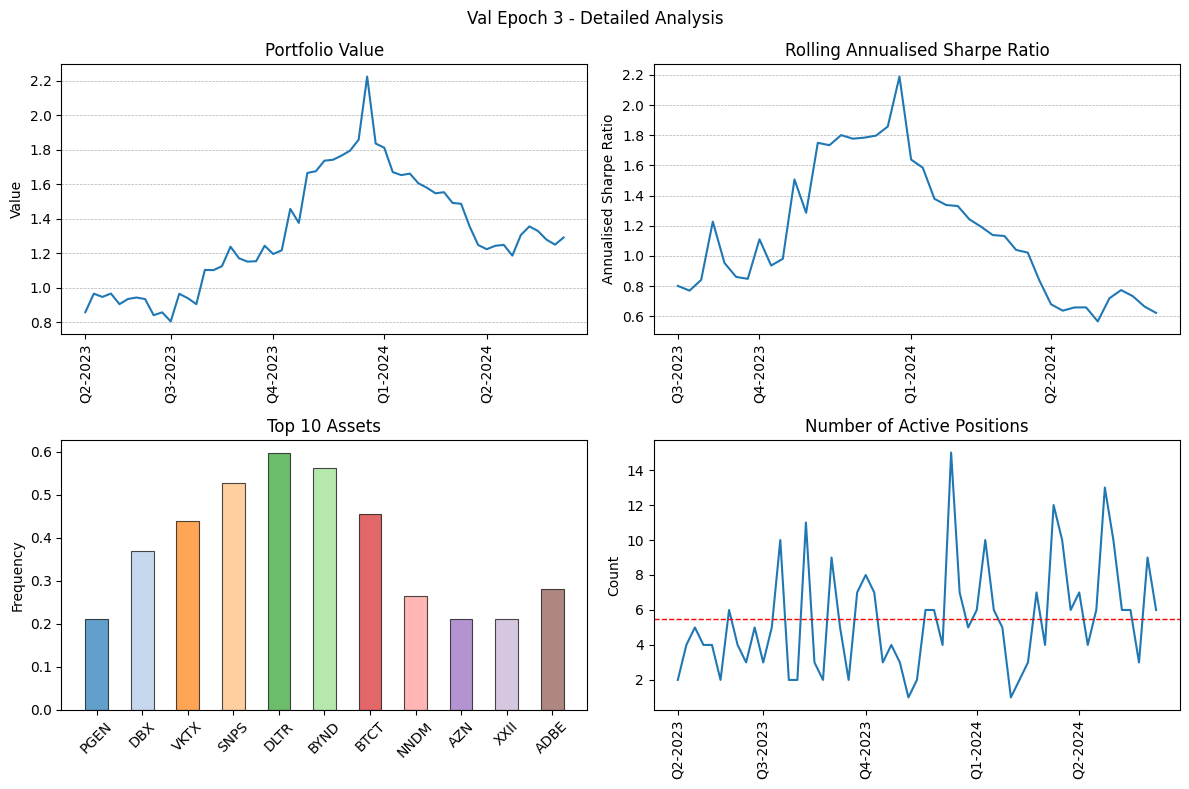 Val Epoch 3 - Detailed Analysis
Portfolio Value
Value
2.2
2.0
1.8
1.6
1.4
1.2
1.0
0.8
Q2-2023
Q3-2023
Q4-2023
Q1-2024
Q2-2024
Rolling Annualised Sharpe Ratio
Annualised Sharpe Ratio
2.2
2.0
1.8
1.6
1.4
1.2
1.0
0.8
0.6
Q3-2023
Q4-2023
Q1-2024
Q2-2024
Top 10 Assets
Frequency
0.6
0.5
0.4
0.3
0.2
0.1
0.0
PGEN
DBX
VKTX
SNPS
DLTR
BYND
BTCT
NNDM
AZN
XXII
ADBE
Number of Active Positions
Count
14
12
10
8
6
4
2
Q2-2023
Q3-2023
Q4-2023
Q1-2024
Q2-2024